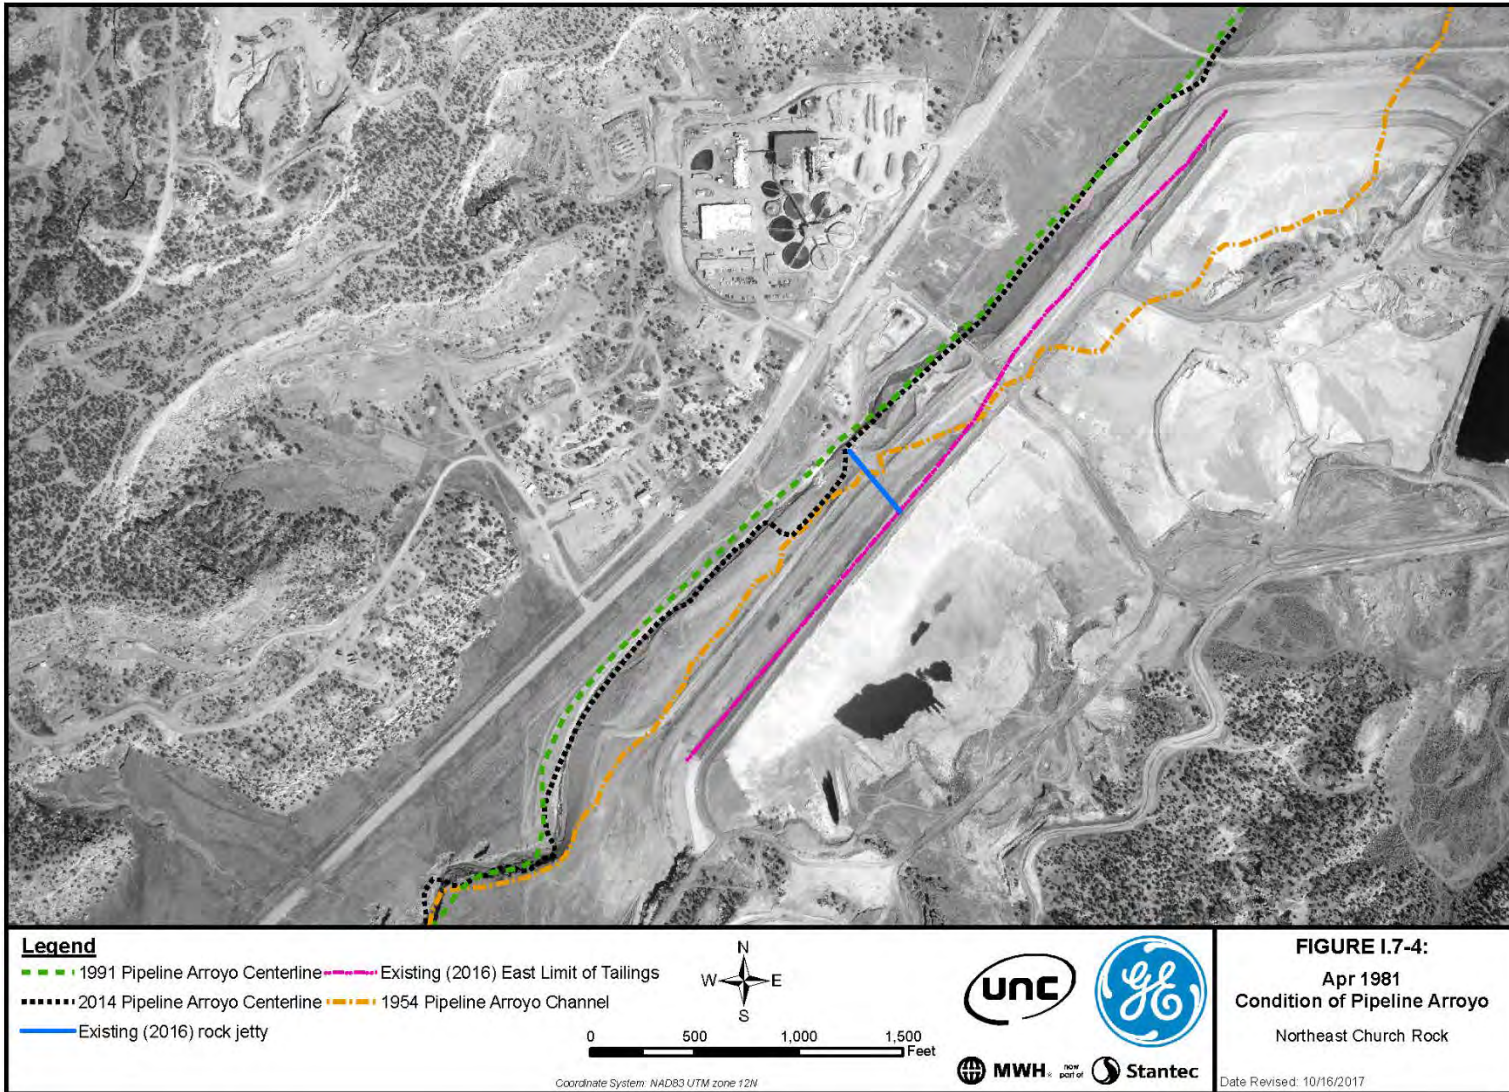 Legend
1991 Pipeline Arroyo Centerline
Existing (2016) East Limit of Tailings
2014 Pipeline Arroyo Centerline
1954 Pipeline Arroyo Channel
Existing (2016) rock jetty
N
W
E
S
0 500 1,000 1,500
Feet
Coordinate System: NAD83 UTM zone 12N
unc
GE
MWH now part of Stantec
FIGURE I.7-4:
Apr 1981
Condition of Pipeline Arroyo
Northeast Church Rock
Date Revised: 10/16/2017